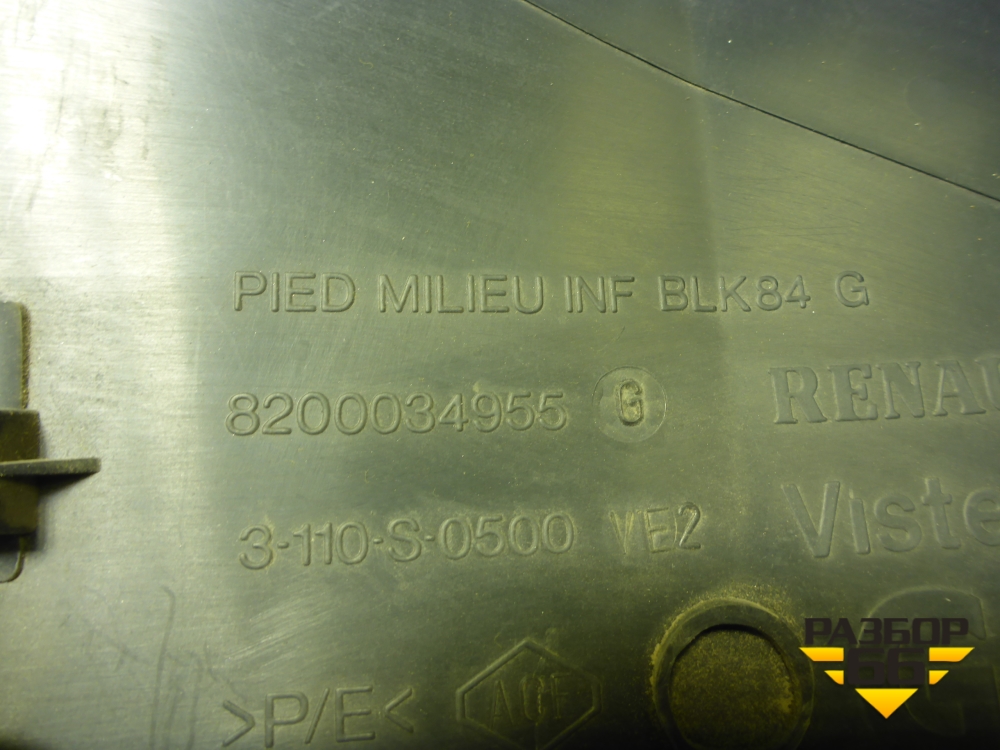 PIED MILIEU INF BLK84 G
8200034955 G
RENA
3-110-S-0500 VE2
Viste
>P/E<
РАЗБОР
66